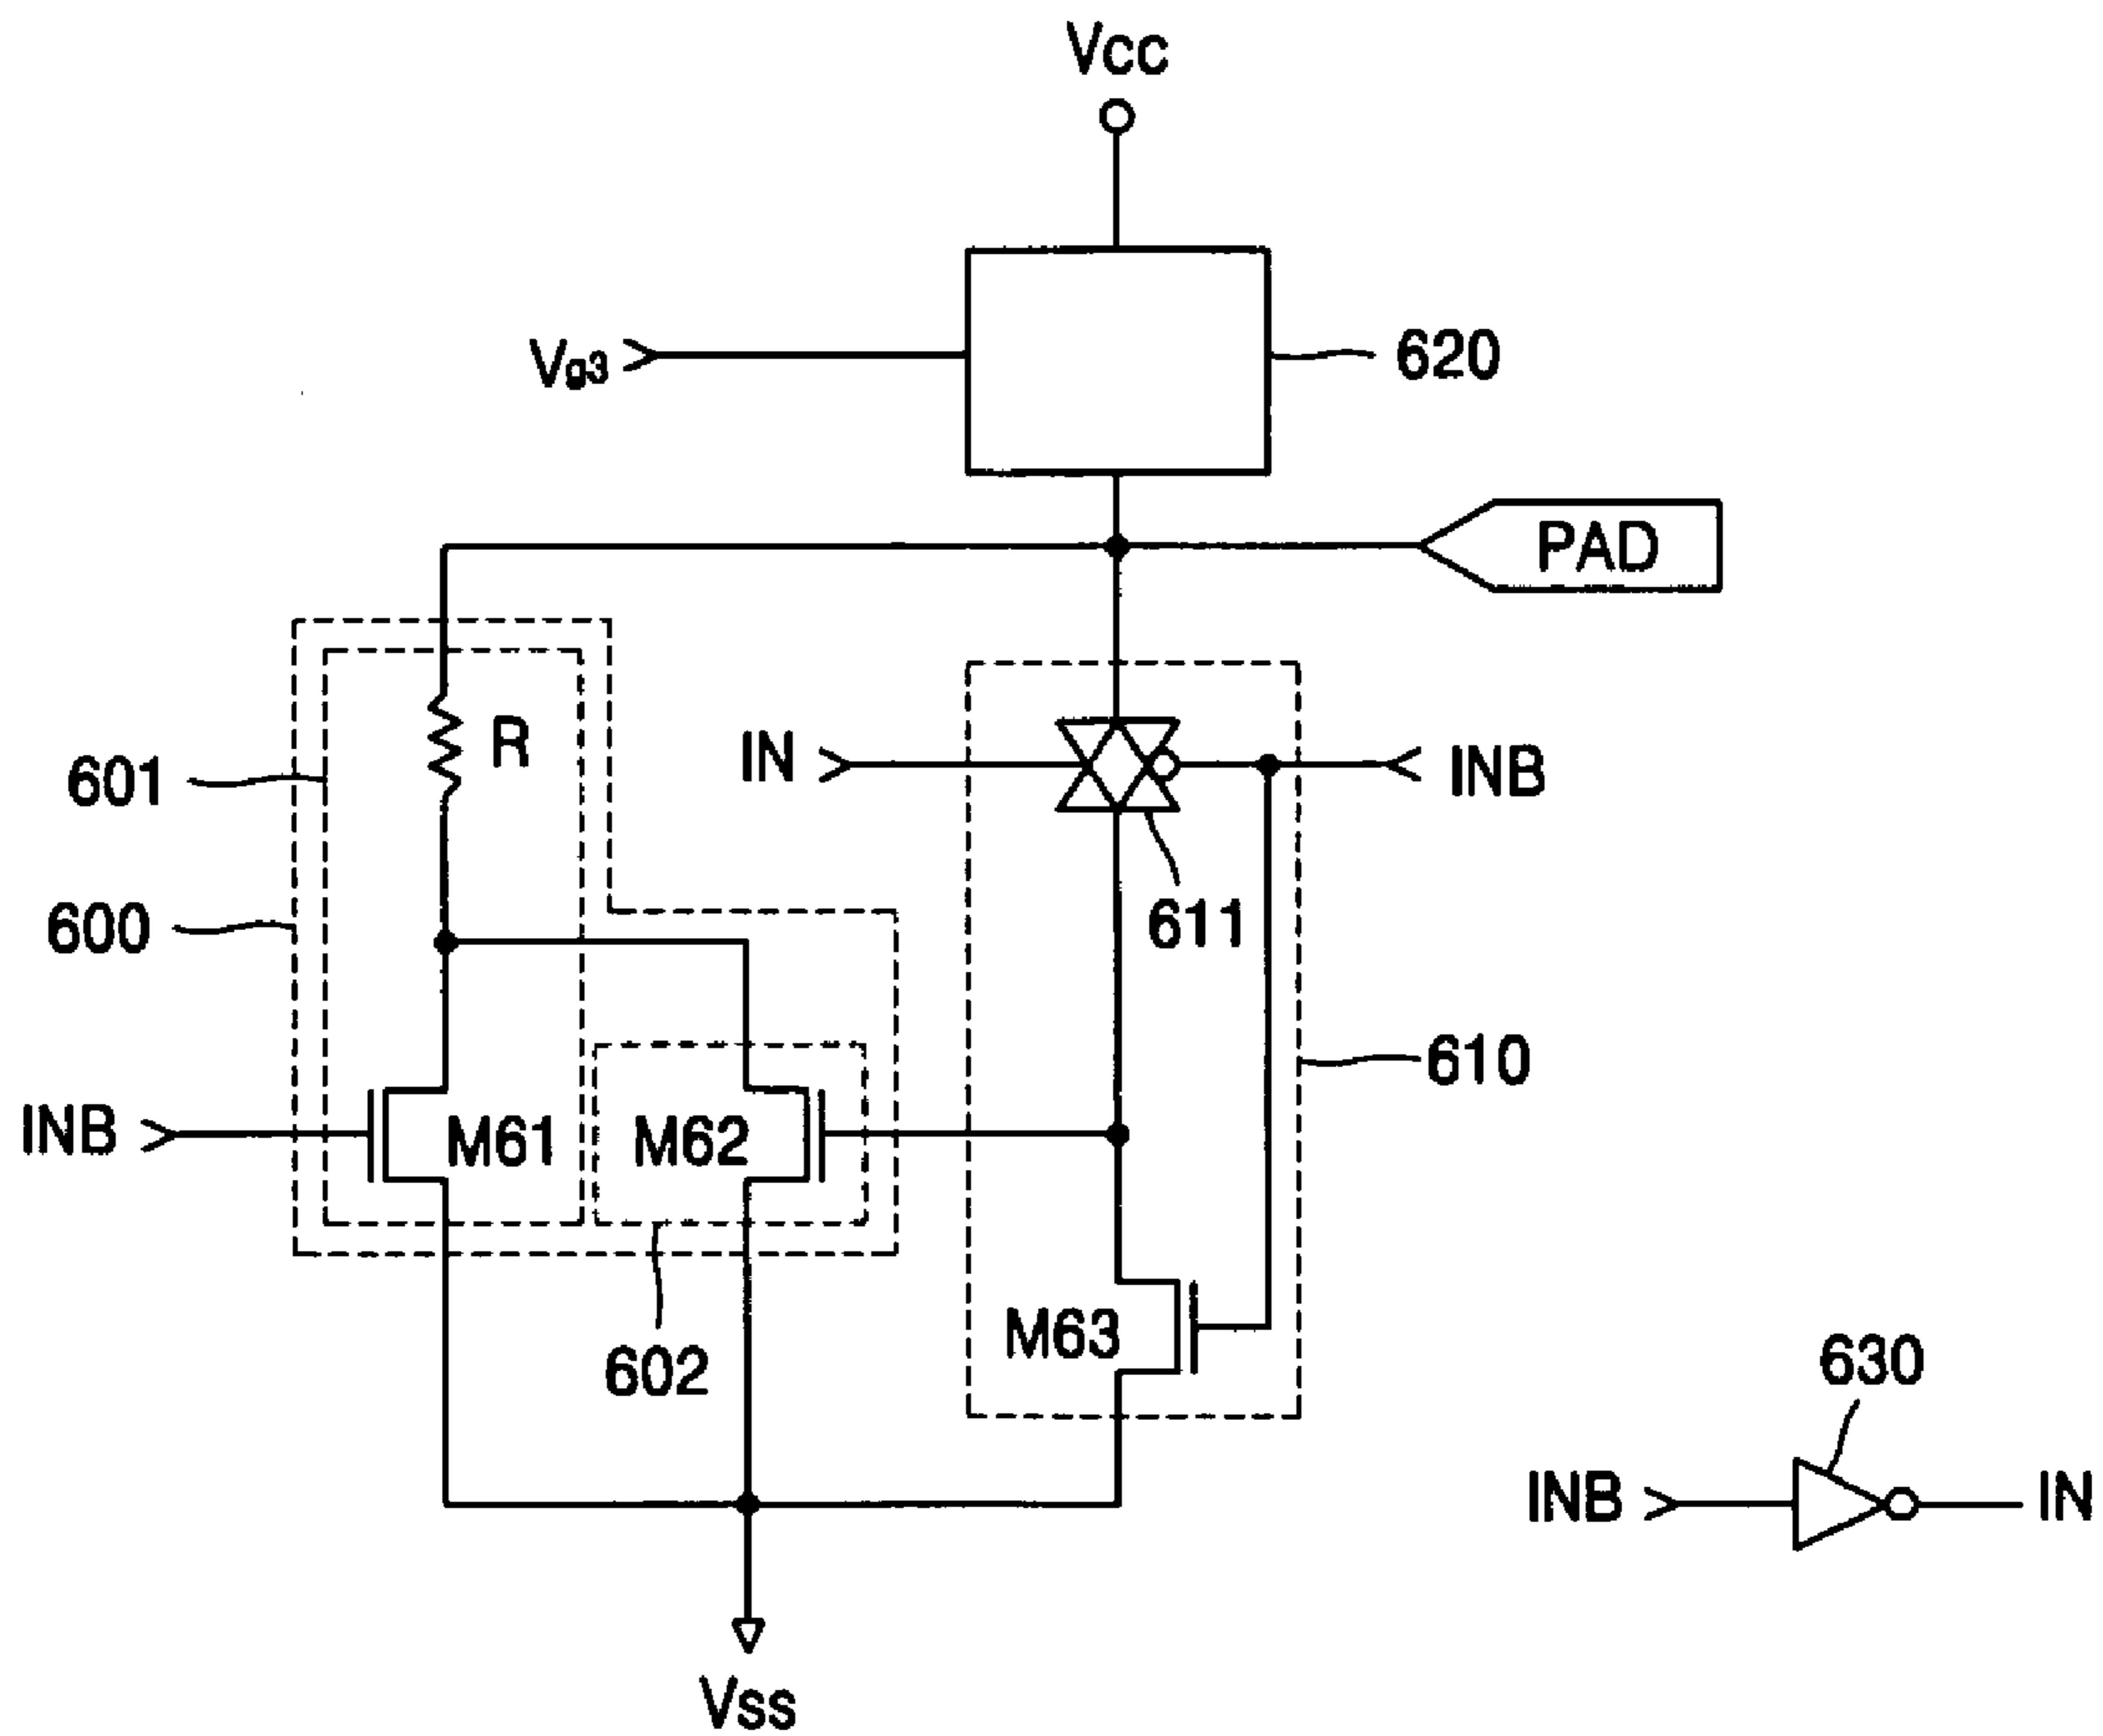 Vcc
Vg3
620
PAD
R
IN
INB
601
600
611
610
INB
M61
M62
M63
602
630
INB
IN
Vss